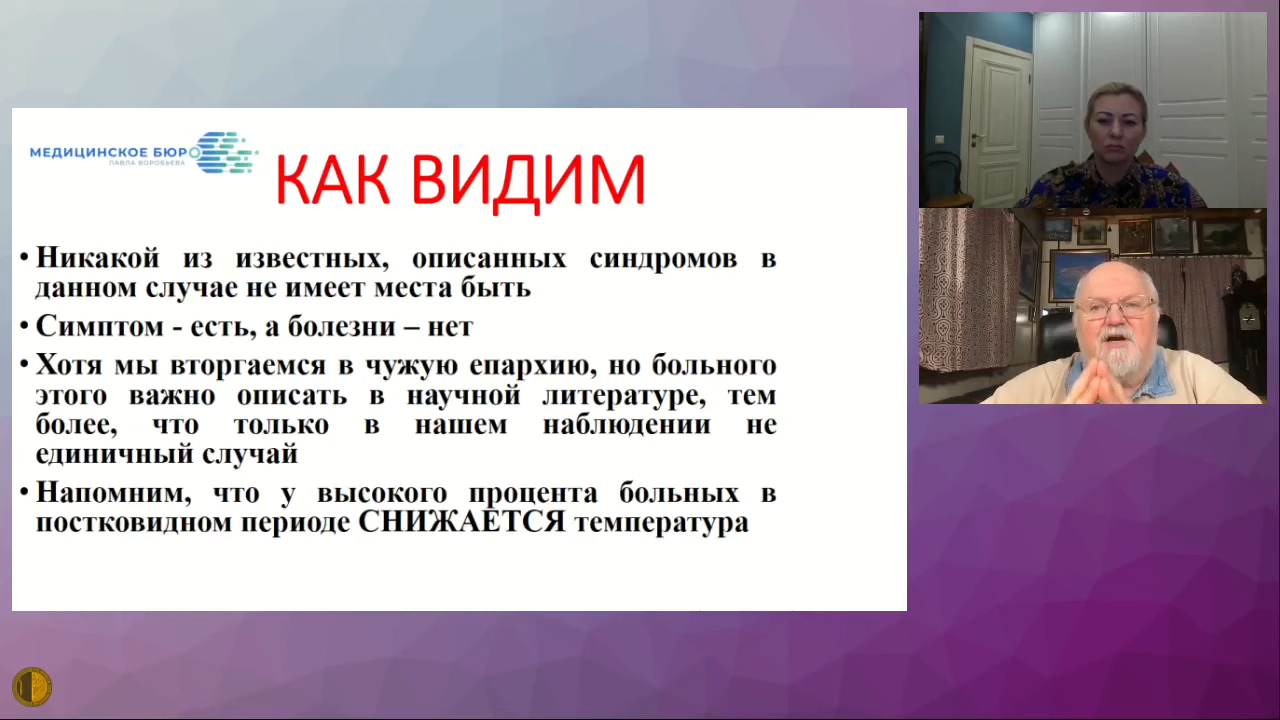 МЕДИЦИНСКОЕ БЮРО
ПАВЛА ВОРОБЬЕВА
КАК ВИДИМ
• Никакой из известных, описанных синдромов в
данном случае не имеет места быть
• Симптом - есть, а болезни – нет
• Хотя мы вторгаемся в чужую епархию, но больного
этого важно описать в научной литературе, тем
более, что только в нашем наблюдении не
единичный случай
• Напомним, что у высокого процента больных в
постковидном периоде СНИЖАЕТСЯ температура